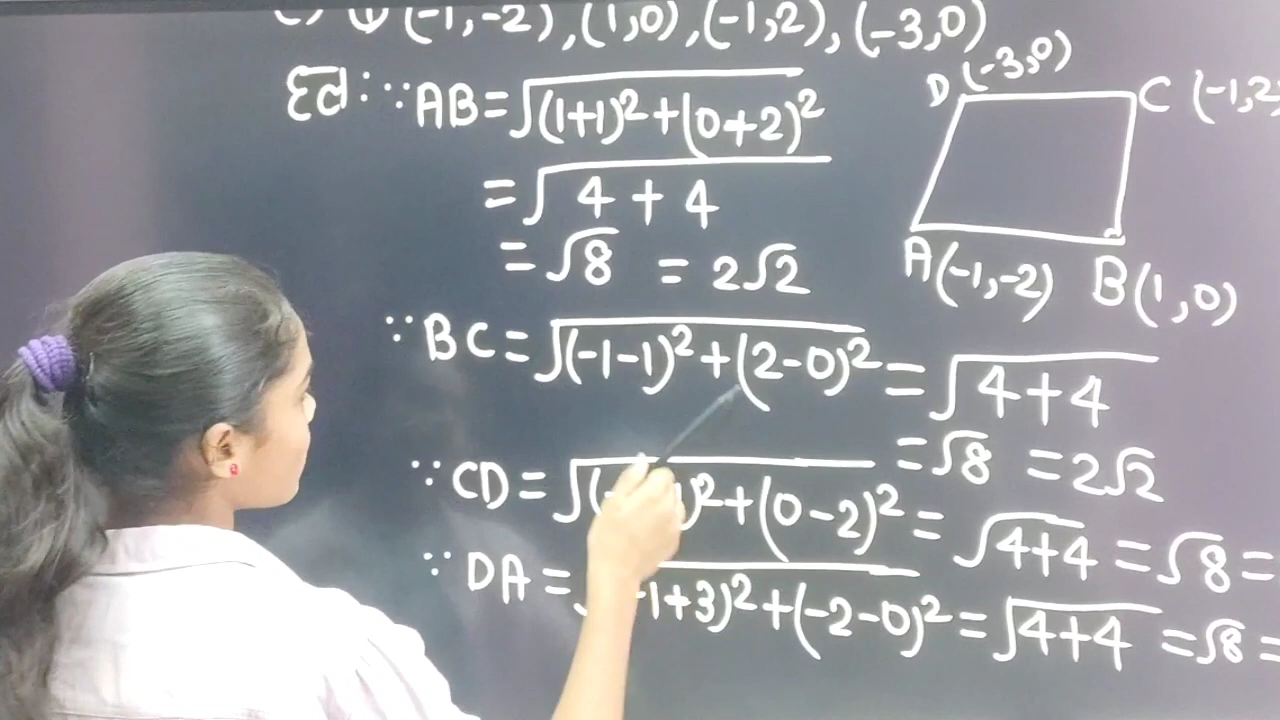 (-1,-2), (1,0), (-1,2), (-3,0)
हल :
∵ AB = √(1+1)² + (0+2)²
= √4 + 4
= √8 = 2√2
∵ BC = √(-1-1)² + (2-0)² = √4+4
= √8 = 2√2
∵ CD = √( )² + (0-2)² = √4+4 = √8 =
∵ DA = √(-1+3)² + (-2-0)² = √4+4 = √8 =
D (-3,0)
C (-1,2
A(-1,-2)
B(1,0)